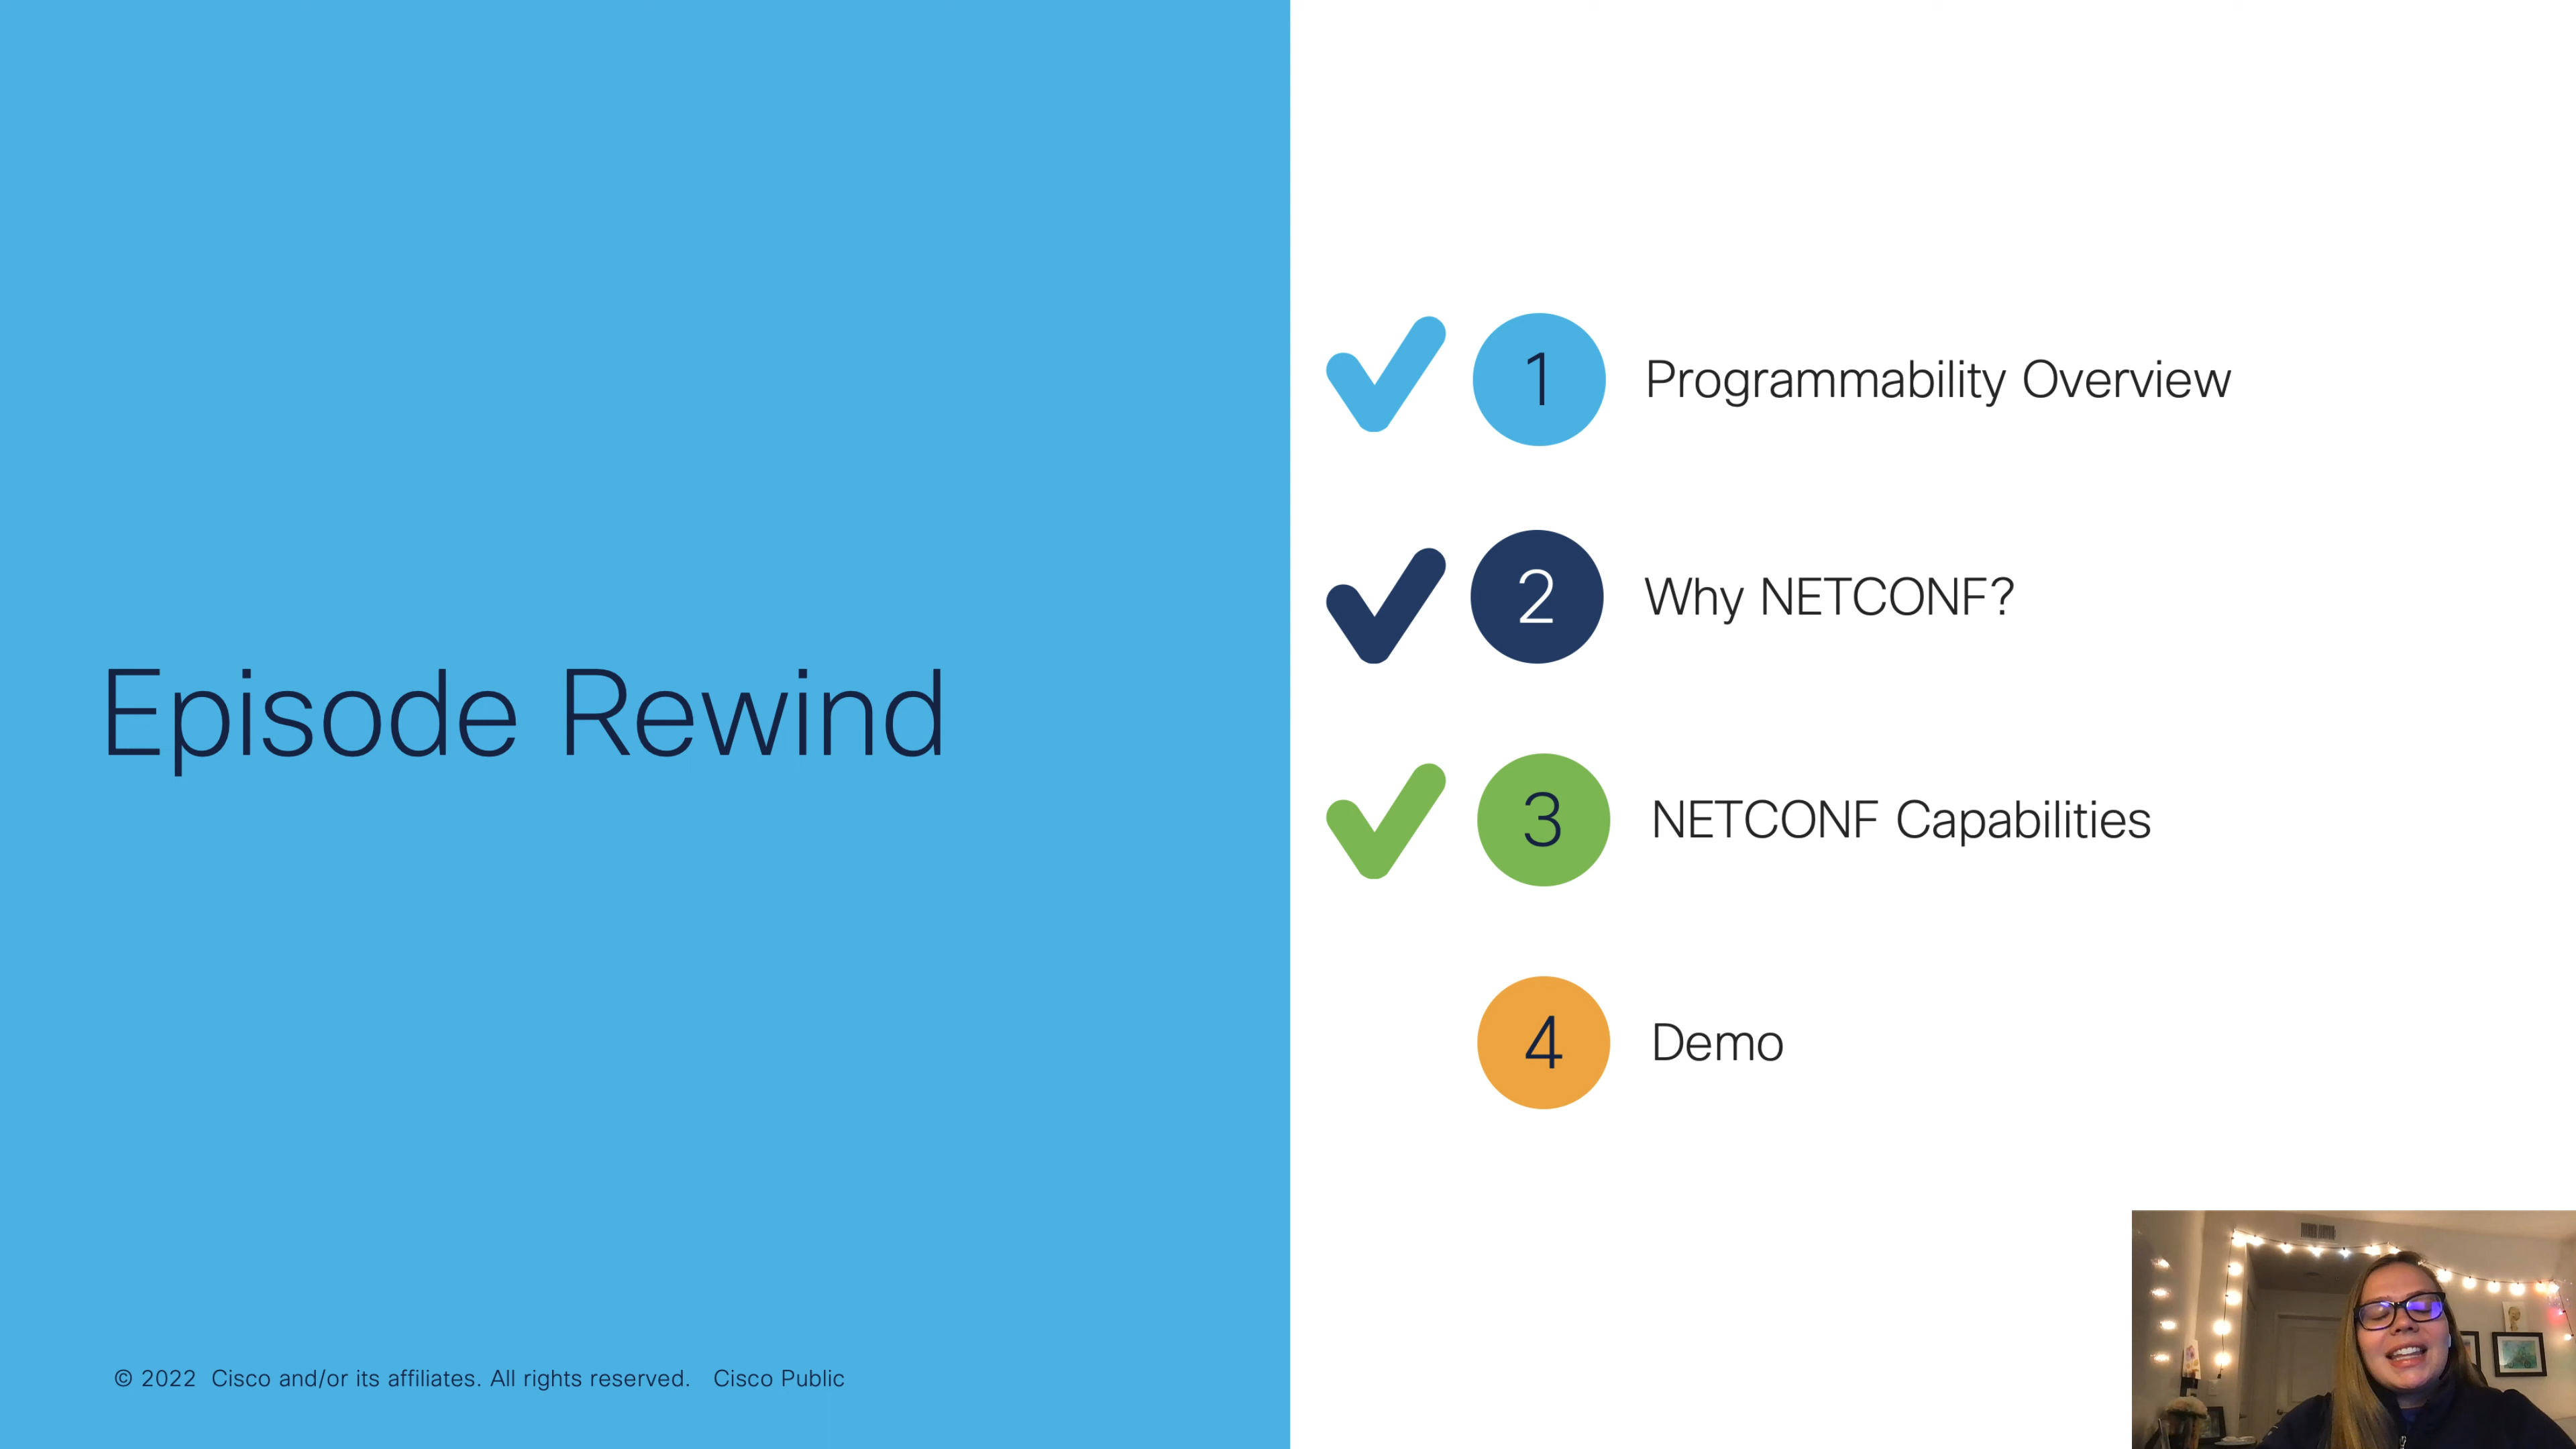 Episode Rewind
1 Programmability Overview
2 Why NETCONF?
3 NETCONF Capabilities
4 Demo
© 2022 Cisco and/or its affiliates. All rights reserved. Cisco Public